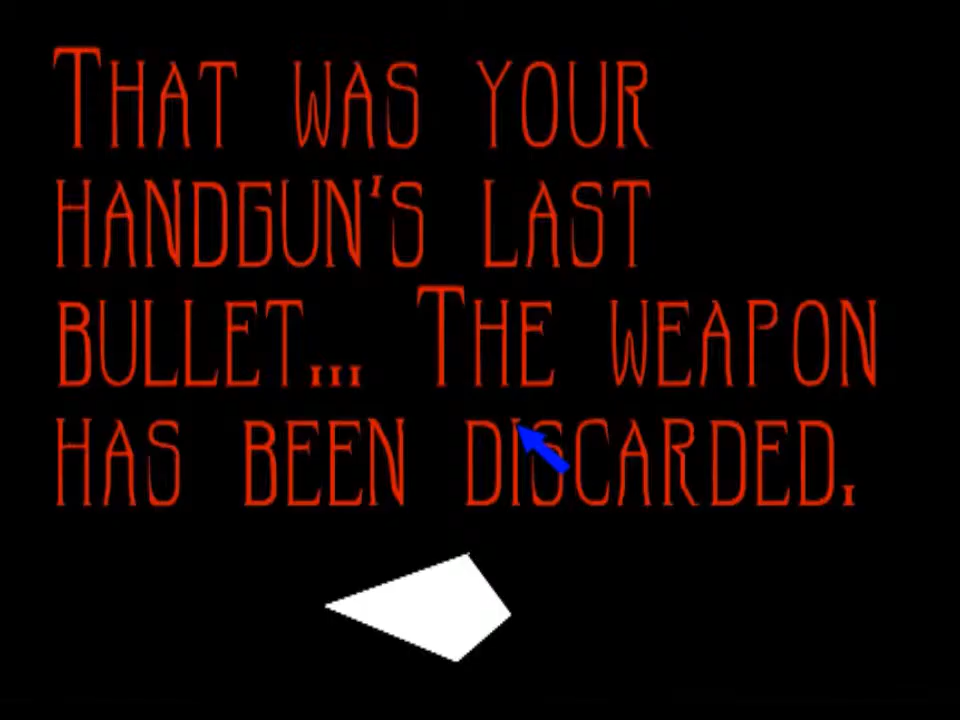 That was your
handgun's last
bullet... The weapon
has been discarded.